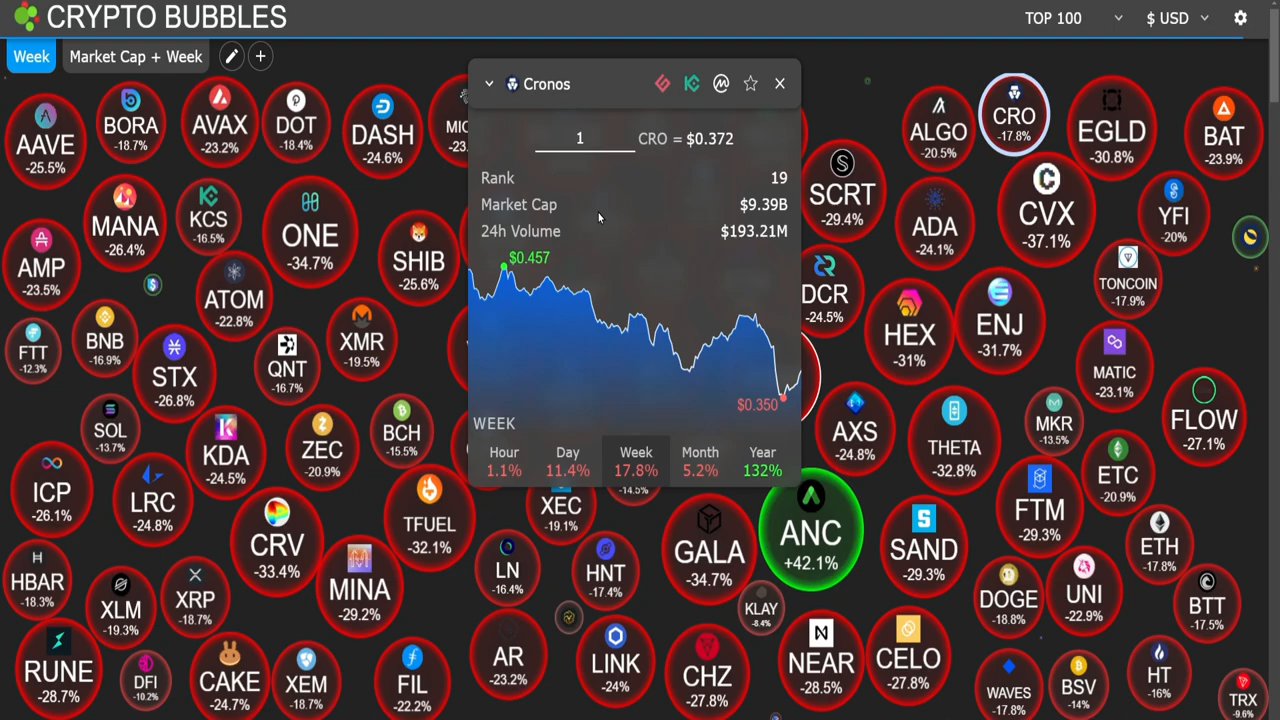 CRYPTO BUBBLES
TOP 100
$ USD
Week
Market Cap + Week
Cronos
1
CRO = $0.372
Rank
19
Market Cap
$9.39B
24h Volume
$193.21M
$0.457
$0.350
WEEK
Hour
1.1%
Day
11.4%
Week
17.8%
Month
5.2%
Year
132%
AAVE
-25.5%
BORA
-18.7%
AVAX
-23.2%
DOT
-18.4%
DASH
-24.6%
ALGO
-20.5%
CRO
-17.8%
EGLD
-30.8%
BAT
-23.9%
MANA
-26.4%
KCS
-16.5%
ONE
-34.7%
SHIB
-25.6%
SCRT
-29.4%
ADA
-24.1%
CVX
-37.1%
YFI
-20%
AMP
-23.5%
ATOM
-22.8%
DCR
-24.5%
HEX
-31%
ENJ
-31.7%
TONCOIN
-17.9%
FTT
-12.3%
BNB
-16.9%
STX
-26.8%
QNT
-16.7%
XMR
-19.5%
MATIC
-23.1%
SOL
-13.7%
KDA
-24.5%
ZEC
-20.9%
BCH
-15.5%
AXS
-24.8%
THETA
-32.8%
MKR
-13.5%
FLOW
-27.1%
ICP
-26.1%
LRC
-24.8%
TFUEL
-32.1%
XEC
-19.1%
-14.5%
ANC
+42.1%
FTM
-29.3%
ETC
-20.9%
CRV
-33.4%
MINA
-29.2%
LN
-16.4%
HNT
-17.4%
GALA
-34.7%
SAND
-29.3%
ETH
-17.8%
HBAR
-18.3%
XLM
-19.3%
XRP
-18.7%
KLAY
-8.4%
DOGE
-18.8%
UNI
-22.9%
BTT
-17.5%
RUNE
-28.7%
DFI
-10.2%
CAKE
-24.7%
XEM
-18.7%
FIL
-22.2%
AR
-23.2%
LINK
-24%
CHZ
-27.8%
NEAR
-28.5%
CELO
-27.8%
WAVES
-17.8%
BSV
-14%
HT
-16%
TRX
-9.6%